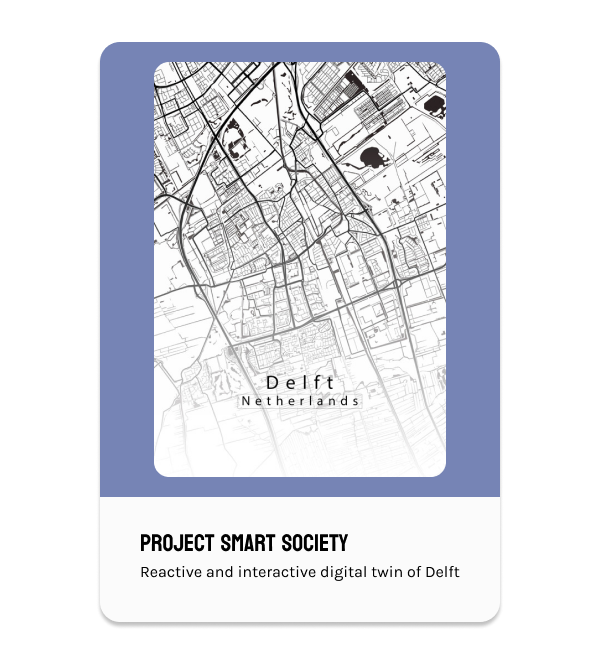 Delft
Netherlands
PROJECT SMART SOCIETY
Reactive and interactive digital twin of Delft